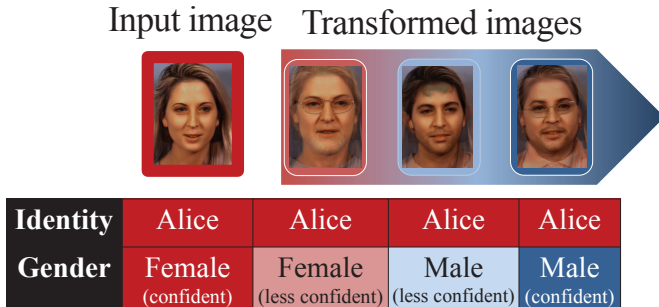 Input image Transformed images
Identity Alice Alice Alice Alice
Gender Female Female Male Male
(confident) (less confident) (less confident) (confident)